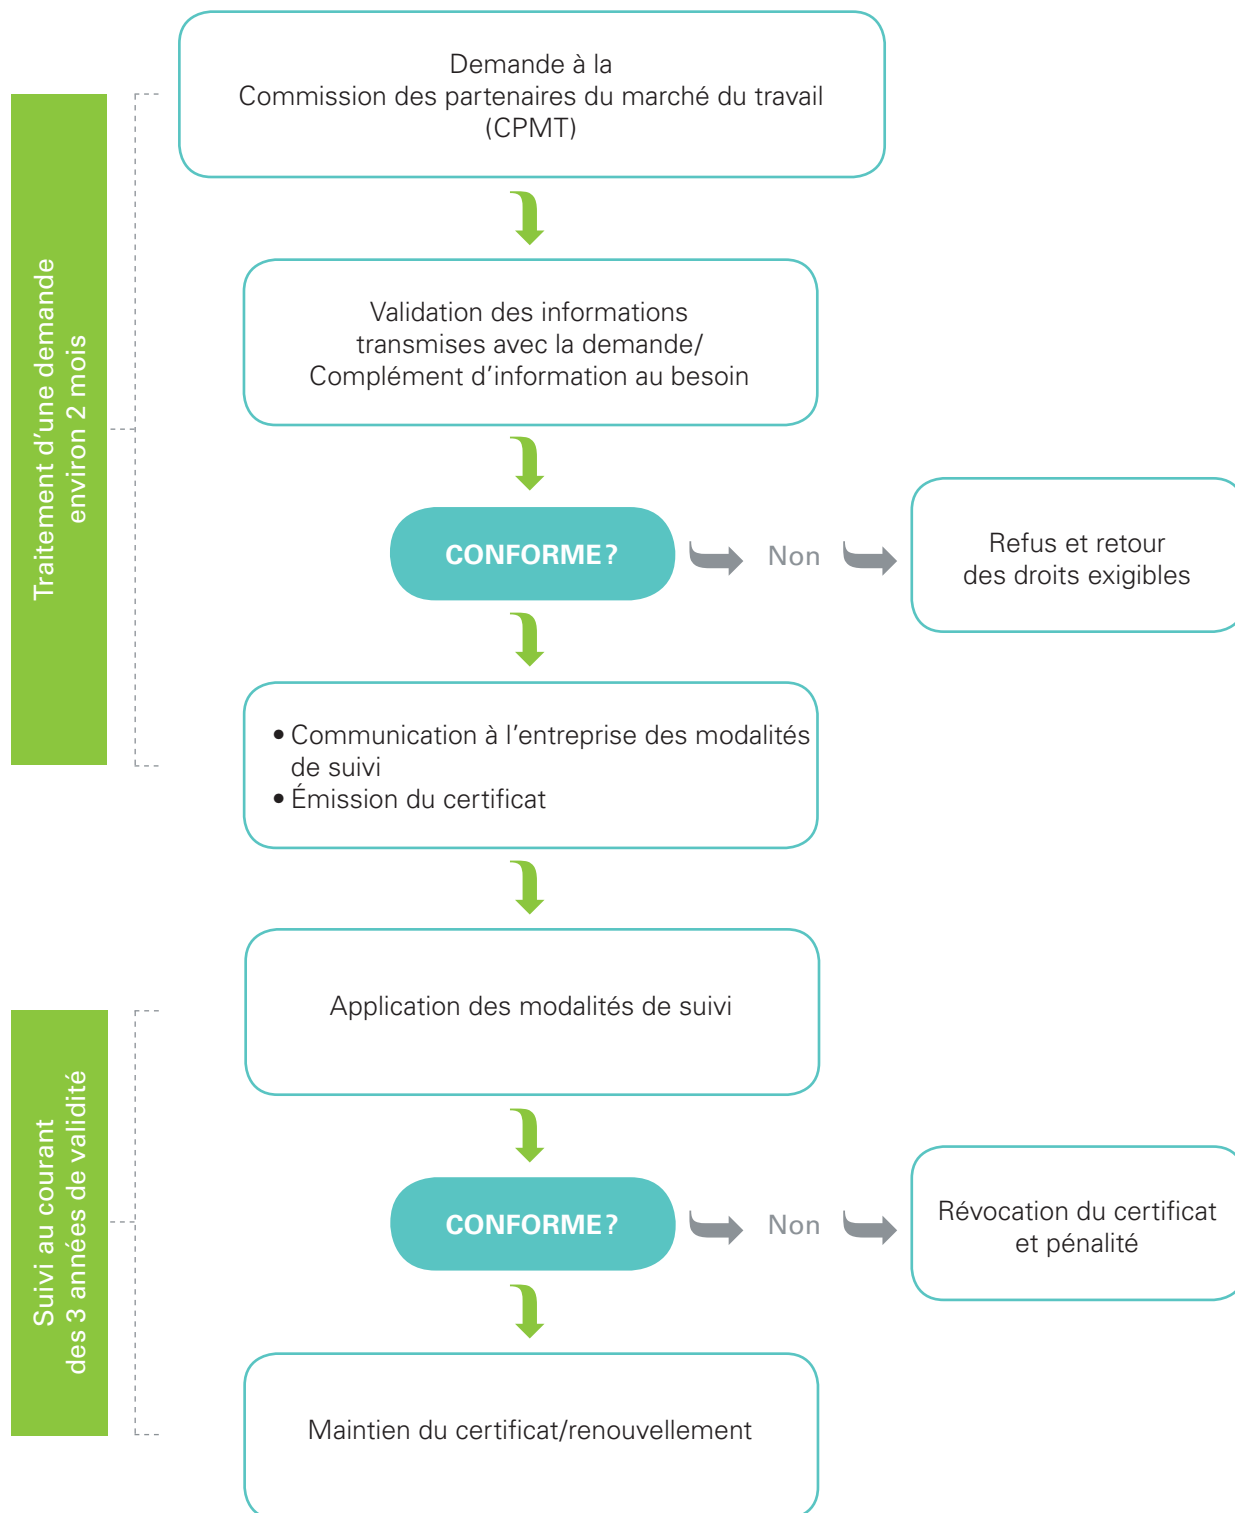 Demande à la
Commission des partenaires du marché du travail
(CPMT)
Traitement d’une demande
environ 2 mois
Validation des informations
transmises avec la demande/
Complément d’information au besoin
CONFORME ?
Non
Refus et retour
des droits exigibles
• Communication à l’entreprise des modalités
de suivi
• Émission du certificat
Suivi au courant
des 3 années de validité
Application des modalités de suivi
CONFORME ?
Non
Révocation du certificat
et pénalité
Maintien du certificat/renouvellement